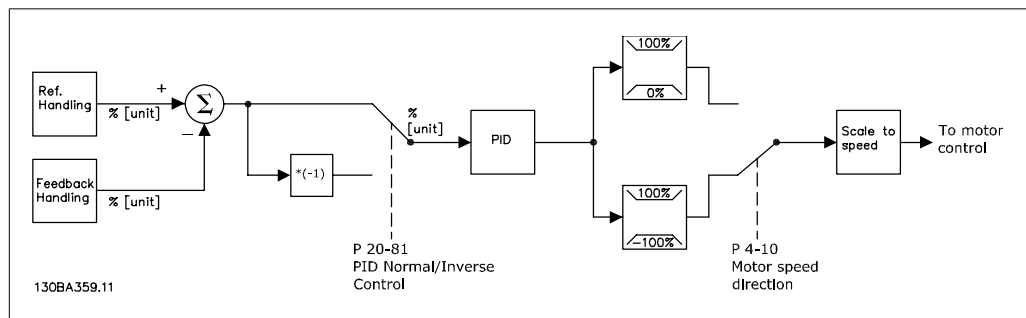 Ref.
Handling
+
% [unit]
Σ
_
Feedback
Handling
% [unit]
*(-1)
%
[unit]
P 20-81
PID Normal/Inverse
Control
PID
100%
0%
100%
-100%
P 4-10
Motor speed
direction
Scale to
speed
To motor
control
130BA359.11